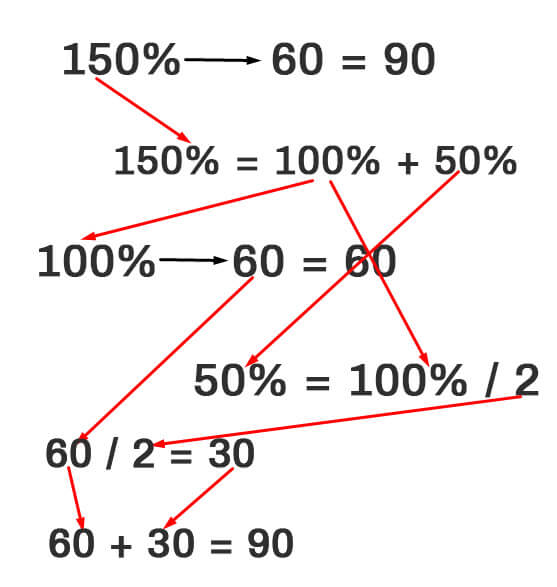 150% → 60 = 90
150% = 100% + 50%
100% → 60 = 60
50% = 100% / 2
60 / 2 = 30
60 + 30 = 90